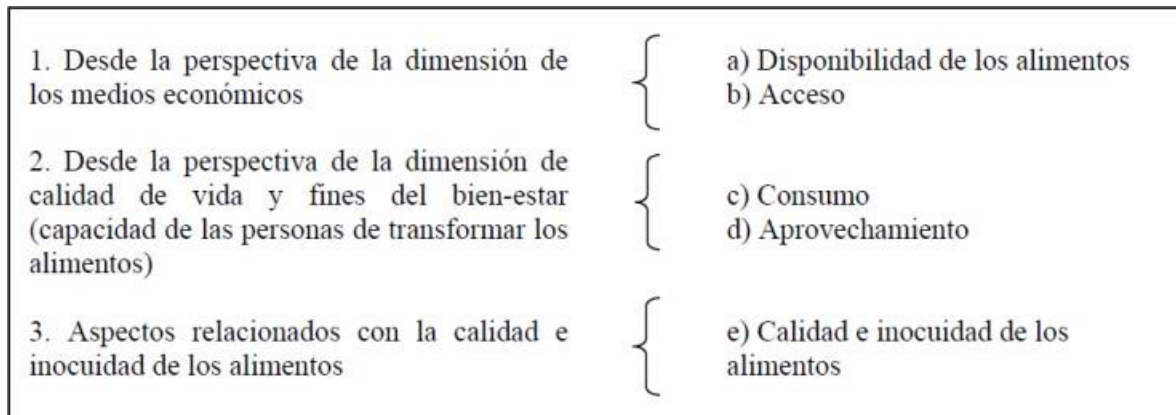 1. Desde la perspectiva de la dimensión de
los medios económicos
a) Disponibilidad de los alimentos
b) Acceso
2. Desde la perspectiva de la dimensión de
calidad de vida y fines del bien-estar
(capacidad de las personas de transformar los
alimentos)
c) Consumo
d) Aprovechamiento
3. Aspectos relacionados con la calidad e
inocuidad de los alimentos
e) Calidad e inocuidad de los
alimentos